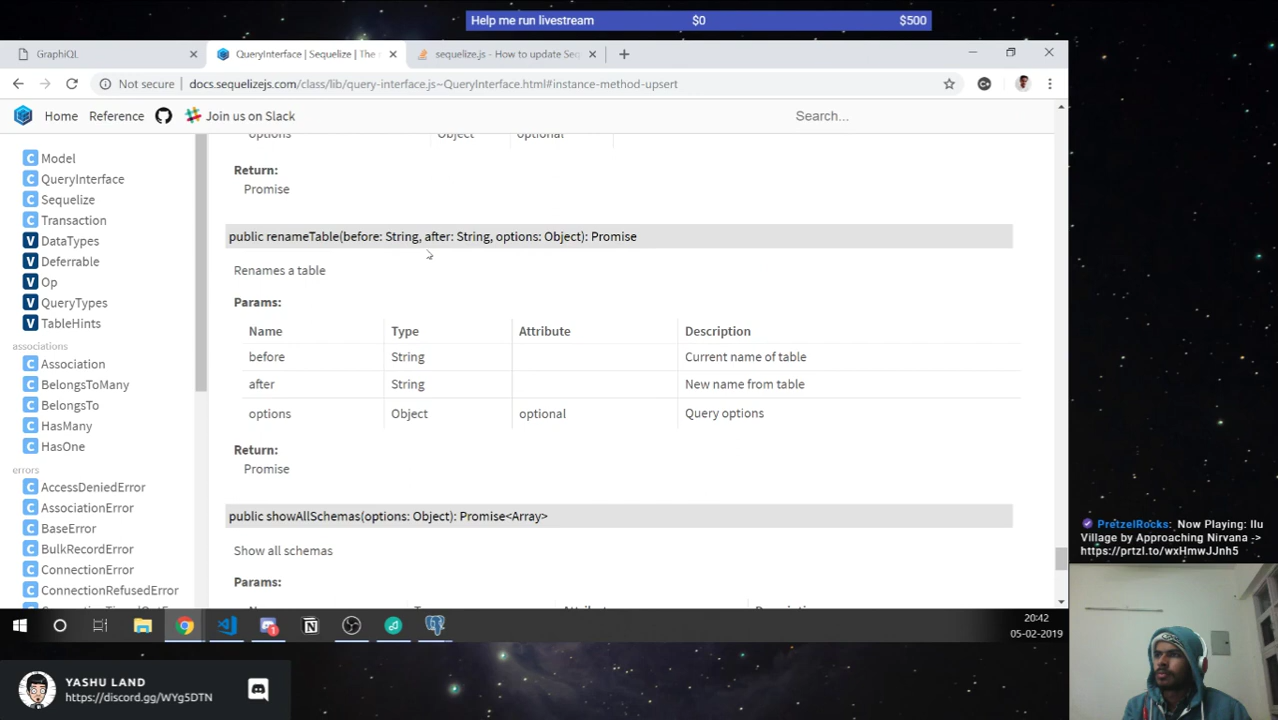 Help me run livestream $0 $500
GraphiQL
QueryInterface | Sequelize | The
sequelize.js - How to update Seq
Not secure | docs.sequelizejs.com/class/lib/query-interface.js~QueryInterface.html#instance-method-upsert
Home Reference Join us on Slack Search...
Model
QueryInterface
Sequelize
Transaction
DataTypes
Deferrable
Op
QueryTypes
TableHints
associations
Association
BelongsToMany
BelongsTo
HasMany
HasOne
errors
AccessDeniedError
AssociationError
BaseError
BulkRecordError
ConnectionError
ConnectionRefusedError
options Object optional
Return:
Promise
public renameTable(before: String, after: String, options: Object): Promise
Renames a table
Params:
Name Type Attribute Description
before String Current name of table
after String New name from table
options Object optional Query options
Return:
Promise
public showAllSchemas(options: Object): Promise<Array>
Show all schemas
Params:
PretzelRocks: Now Playing: Ilu
Village by Approaching Nirvana ->
https://prtzl.to/wxHmwJJnh5
20:42
05-02-2019
YASHU LAND
https://discord.gg/WYg5DTN